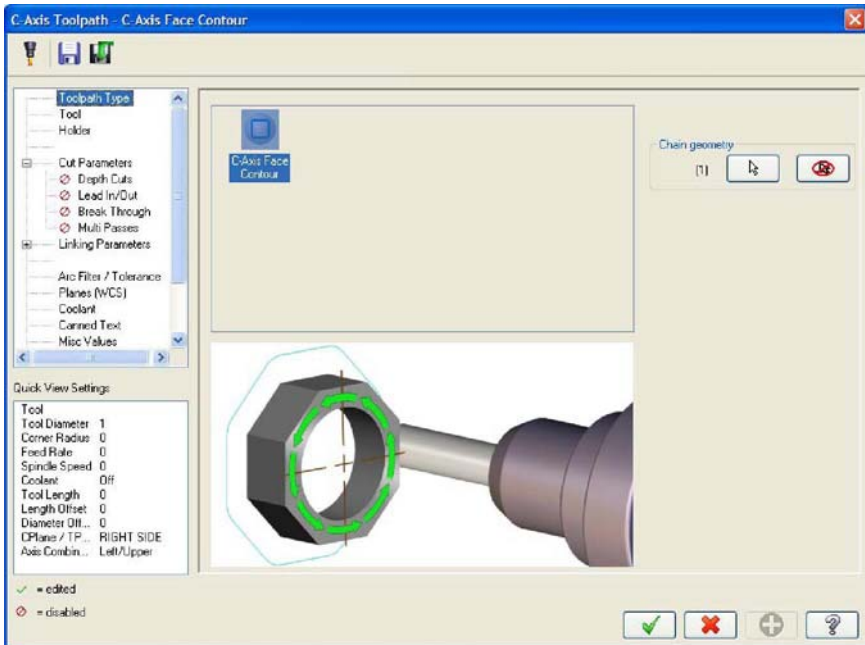 C-Axis Toolpath - C-Axis Face Contour
Toolpath Type
Tool
Holder
Cut Parameters
Depth Cuts
Lead In/Out
Break Through
Multi Passes
Linking Parameters
Arc Filter / Tolerance
Planes (WCS)
Coolant
Canned Text
Misc Values
C-Axis Face
Contour
Chain geometry
(1)
Quick View Settings
Tool
Tool Diameter 1
Corner Radius 0
Feed Rate 0
Spindle Speed 0
Coolant Off
Tool Length 0
Length Offset 0
Diameter Off... 0
CPlane / TP... RIGHT SIDE
Axis Combin... Left/Upper
= edited
= disabled